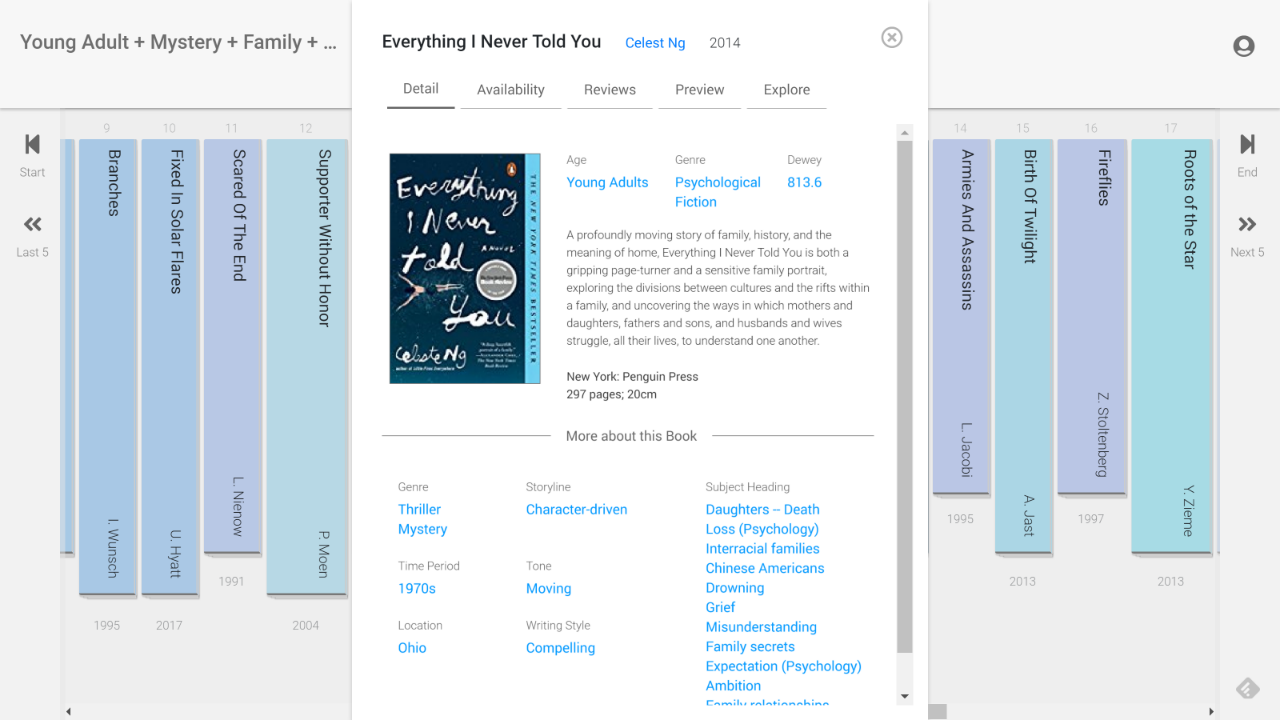 Young Adult + Mystery + Family + ...
Everything I Never Told You
Celest Ng
2014
Detail
Availability
Reviews
Preview
Explore
Start
Last 5
9
Branches
I. Wunsch
1995
10
Fixed In Solar Flares
U. Hyatt
2017
11
Scared Of The End
L. Nienow
1991
12
Supporter Without Honor
P. Moen
2004
Everything
I Never
A NOVEL
told
You
Celeste Ng
author of Little Fires Everywhere
THE NEW YORK TIMES BESTSELLER
Age
Young Adults
Genre
Psychological
Fiction
Dewey
813.6
A profoundly moving story of family, history, and the
meaning of home, Everything I Never Told You is both a
gripping page-turner and a sensitive family portrait,
exploring the divisions between cultures and the rifts within
a family, and uncovering the ways in which mothers and
daughters, fathers and sons, and husbands and wives
struggle, all their lives, to understand one another.
New York: Penguin Press
297 pages; 20cm
More about this Book
Genre
Thriller
Mystery
Storyline
Character-driven
Time Period
1970s
Tone
Moving
Location
Ohio
Writing Style
Compelling
Subject Heading
Daughters -- Death
Loss (Psychology)
Interracial families
Chinese Americans
Drowning
Grief
Misunderstanding
Family secrets
Expectation (Psychology)
Ambition
Family relationships
14
Armies And Assassins
L. Jacobi
1995
15
Birth Of Twilight
A. Jast
2013
16
Fireflies
Z. Stoltenberg
1997
17
Roots of the Star
Y. Zieme
2013
End
Next 5